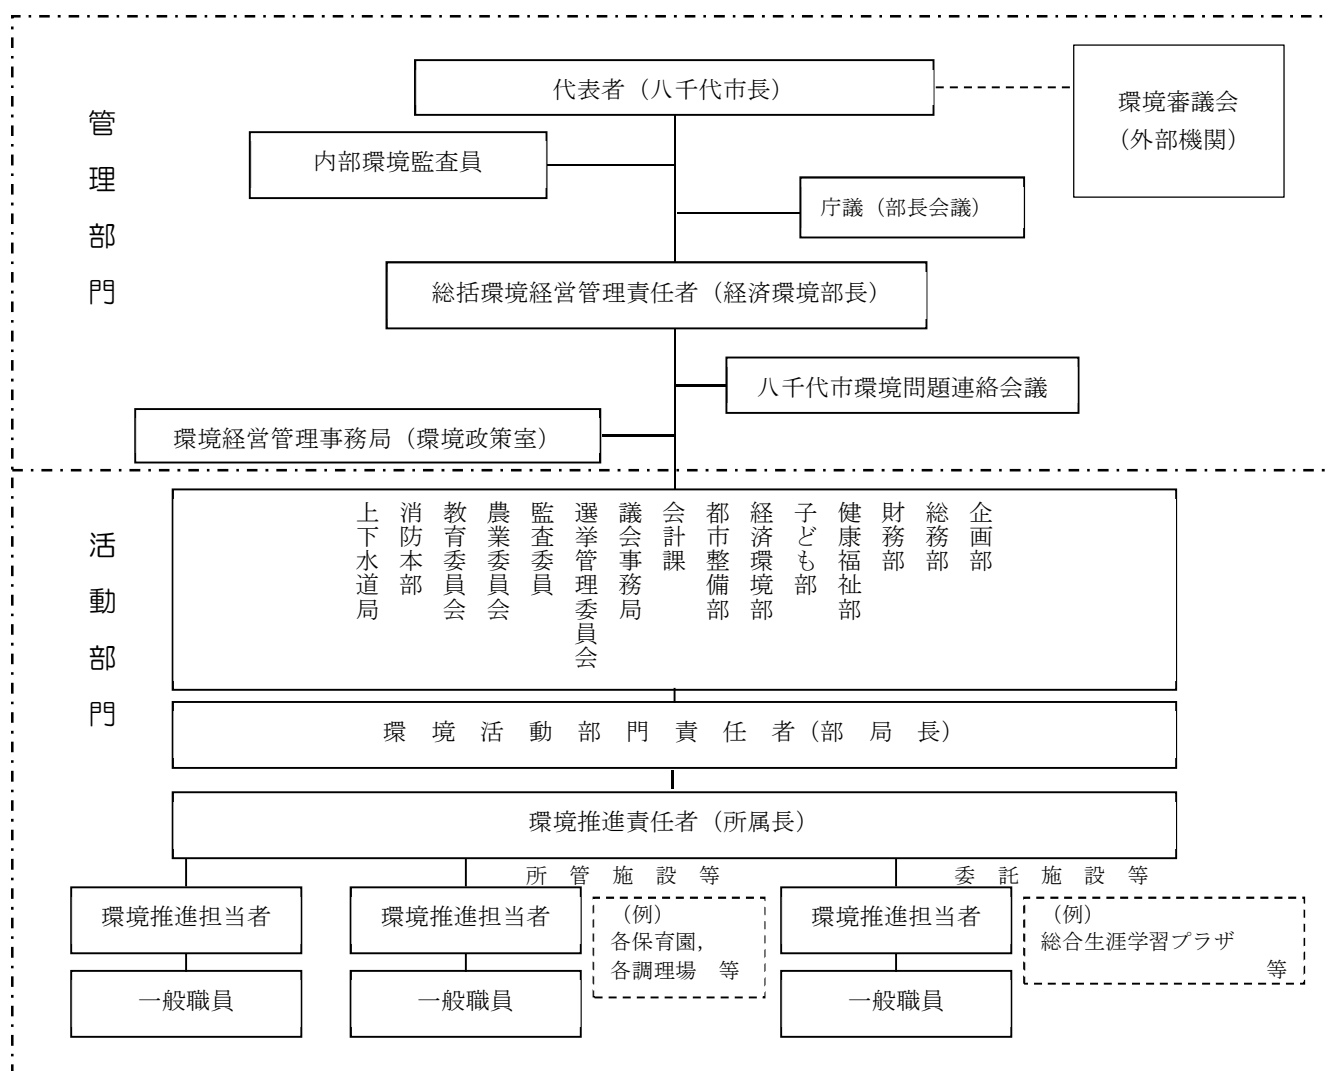 管理部門
代表者（八千代市長）
環境審議会
（外部機関）
内部環境監査員
庁議（部長会議）
総括環境経営管理責任者（経済環境部長）
八千代市環境問題連絡会議
環境経営管理事務局（環境政策室）
活動部門
企画部
総務部
財務部
健康福祉部
子ども部
経済環境部
都市整備部
会計課
議会事務局
選挙管理委員会
監査委員
農業委員会
教育委員会
消防本部
上下水道局
環境活動部門責任者（部局長）
環境推進責任者（所属長）
所管施設等
委託施設等
環境推進担当者
一般職員
環境推進担当者
一般職員
（例）
各保育園，
各調理場　等
環境推進担当者
一般職員
（例）
総合生涯学習プラザ
等